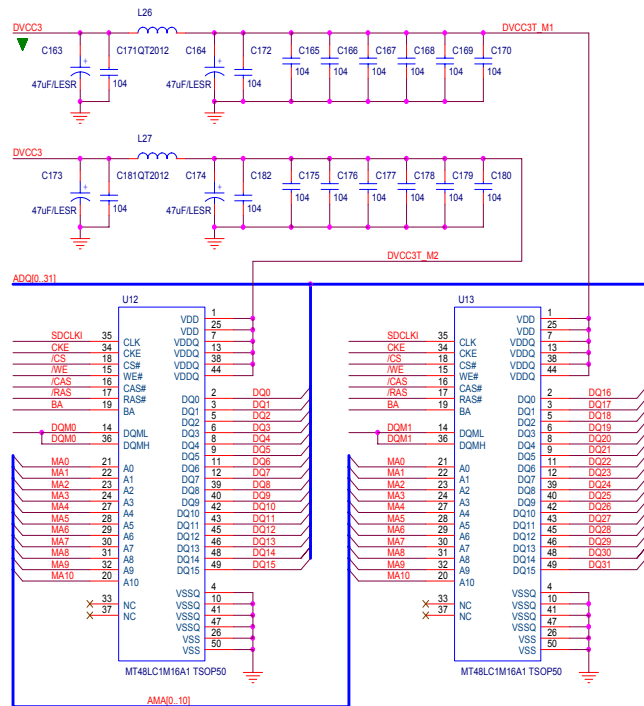 L26
DVCC3 DVCC3T_M1
C163 C171QT2012 C164 C172 C165 C166 C167 C168 C169 C170
47uF/LESR 104 47uF/LESR 104 104 104 104 104 104 104
L27
DVCC3
C173 C181QT2012 C174 C182 C175 C176 C177 C178 C179 C180
47uF/LESR 104 47uF/LESR 104 104 104 104 104 104 104
DVCC3T_M2
ADQ[0..31]
U12 U13
VDD 1 VDD 1
VDD 25 VDD 25
SDCLKI 35 CLK VDDQ 7 SDCLKI 35 CLK VDDQ 7
CKE 34 CKE VDDQ 13 CKE 34 CKE VDDQ 13
/CS 18 CS# VDDQ 38 /CS 18 CS# VDDQ 38
/WE 15 WE# VDDQ 44 /WE 15 WE# VDDQ 44
/CAS 16 CAS# /CAS 16 CAS#
/RAS 17 RAS# DQ0 2 DQ0 /RAS 17 RAS# DQ0 2 DQ16
BA 19 BA DQ1 3 DQ1 BA 19 BA DQ1 3 DQ17
DQ2 5 DQ2 DQ2 5 DQ18
DQM0 14 DQML DQ3 6 DQ3 DQM1 14 DQML DQ3 6 DQ19
DQM0 36 DQMH DQ4 8 DQ4 DQM1 36 DQMH DQ4 8 DQ20
DQ5 9 DQ5 DQ5 9 DQ21
MA0 21 A0 DQ6 11 DQ6 MA0 21 A0 DQ6 11 DQ22
MA1 22 A1 DQ7 12 DQ7 MA1 22 A1 DQ7 12 DQ23
MA2 23 A2 DQ8 39 DQ8 MA2 23 A2 DQ8 39 DQ24
MA3 24 A3 DQ9 40 DQ9 MA3 24 A3 DQ9 40 DQ25
MA4 27 A4 DQ10 42 DQ10 MA4 27 A4 DQ10 42 DQ26
MA5 28 A5 DQ11 43 DQ11 MA5 28 A5 DQ11 43 DQ27
MA6 29 A6 DQ12 45 DQ12 MA6 29 A6 DQ12 45 DQ28
MA7 30 A7 DQ13 46 DQ13 MA7 30 A7 DQ13 46 DQ29
MA8 31 A8 DQ14 48 DQ14 MA8 31 A8 DQ14 48 DQ30
MA9 32 A9 DQ15 49 DQ15 MA9 32 A9 DQ15 49 DQ31
MA10 20 A10 MA10 20 A10
VSSQ 4 VSSQ 4
33 NC VSSQ 10 33 NC VSSQ 10
37 NC VSSQ 41 37 NC VSSQ 41
VSSQ 47 VSSQ 47
VSS 26 VSS 26
VSS 50 VSS 50
MT48LC1M16A1 TSOP50 MT48LC1M16A1 TSOP50
AMA[0..10]